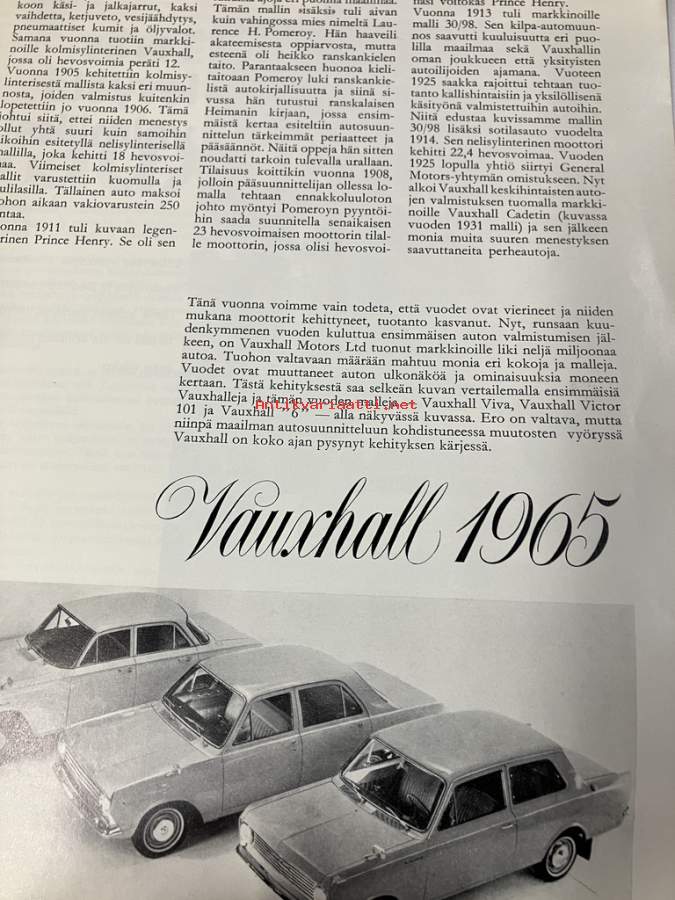 koon käsi- ja jalkajarrut, kaksi
vaihdetta, ketjuveto, vesijäähdytys,
pneumaattiset kumit ja öljyvalot.
Samana vuonna tuotiin markki-
noille kolmisylinterinen Vauxhall,
jossa oli hevosvoimia peräti 12.
Vuonna 1905 kehitettiin kolmisy-
linterisestä mallista kaksi eri muun-
nosta, joiden valmistus kuitenkin
lopetettiin jo vuonna 1906. Tämä
johtui siitä, ettei niiden menestys
ollut yhtä suuri kuin samoihin
aikoihin esitetyllä nelisylinterisellä
mallilla, joka kehitti 18 hevosvoi-
maa. Viimeiset kolmisylinteriset
mallit varustettiin kuomulla ja
tuulilasilla. Tällainen auto maksoi
tuohon aikaan vakiovarustein 250
puntaa.
Vuonna 1911 tuli kuvaan legen-
rinen Prince Henry. Se oli sen
Tämän mallin »isäksi» tuli aivan
kuin vahingossa mies nimeltä Lau-
rence H. Pomeroy. Hän haaveili
akateemisesta oppiarvosta, mutta
esteenä oli heikko ranskankielen
taito. Parantaakseen huonoa kieli-
taitoaan Pomeroy luki ranskankie-
listä autokirjallisuutta ja siinä si-
vussa hän tutustui ranskalaisen
Heimanin kirjaan, jossa ensim-
mäistä kertaa esiteltiin autosuun-
nittelun tärkeimmät periaatteet ja
pääsäännöt. Näitä oppeja hän sitten
noudatti tarkoin tulevalla urallaan.
Tilaisuus koittikin vuonna 1908,
jolloin pääsuunnittelijan ollessa lo-
malla tehtaan ennakkoluuloton
johto myöntyi Pomeroyn pyyntöi-
hin saada suunnitella senaikaisen
23 hevosvoimaisen moottorin tilal-
le moottorin, jossa olisi hevosvoi-
masi voitokas Prince Henry.
Vuonna 1913 tuli markkinoille
malli 30/98. Sen kilpa-automuun-
nos saavutti kuuluisuutta eri puo-
lilla maailmaa sekä Vauxhallin
oman joukkueen että yksityisten
autoilijoiden ajamana. Vuoteen
1925 saakka rajoittui tehtaan tuo-
tanto kallishintaisiin ja yksilöllisenä
käsityönä valmistettuihin autoihin.
Niitä edustaa kuvissamme mallin
30/98 lisäksi sotilasauto vuodelta
1914. Sen nelisylinterinen moottori
kehitti 22,4 hevosvoimaa. Vuoden
1925 lopulla yhtiö siirtyi General
Motors-yhtymän omistukseen. Nyt
alkoi Vauxhall keskihintaisten auto-
jen valmistuksen tuomalla markki-
noille Vauxhall Cadetin (kuvassa
vuoden 1931 malli) ja sen jälkeen
monia muita suuren menestyksen
saavuttaneita perheautoja.
Tänä vuonna voimme vain todeta, että vuodet ovat vierineet ja niiden
mukana moottorit kehittyneet, tuotanto kasvanut. Nyt, runsaan kuu-
denkymmenen vuoden kuluttua ensimmäisen auton valmistumisen jäl-
keen, on Vauxhall Motors Ltd tuonut markkinoille liki neljä miljoonaa
autoa. Tuohon valtavaan määrään mahtuu monia eri kokoja ja malleja.
Vuodet ovat muuttaneet auton ulkonäköä ja ominaisuuksia moneen
kertaan. Tästä kehityksestä saa selkeän kuvan vertailemalla ensimmäisiä
Vauxhalleja ja tämän vuoden malleja — Vauxhall Viva, Vauxhall Victor
antikvariaatti.net
101 ja Vauxhall "6" — alla näkyvässä kuvassa. Ero on valtava, mutta
niinpä maailman autosuunnitteluun kohdistuneessa muutosten vyöryssä
Vauxhall on koko ajan pysynyt kehityksen kärjessä.
Vauxhall 1965